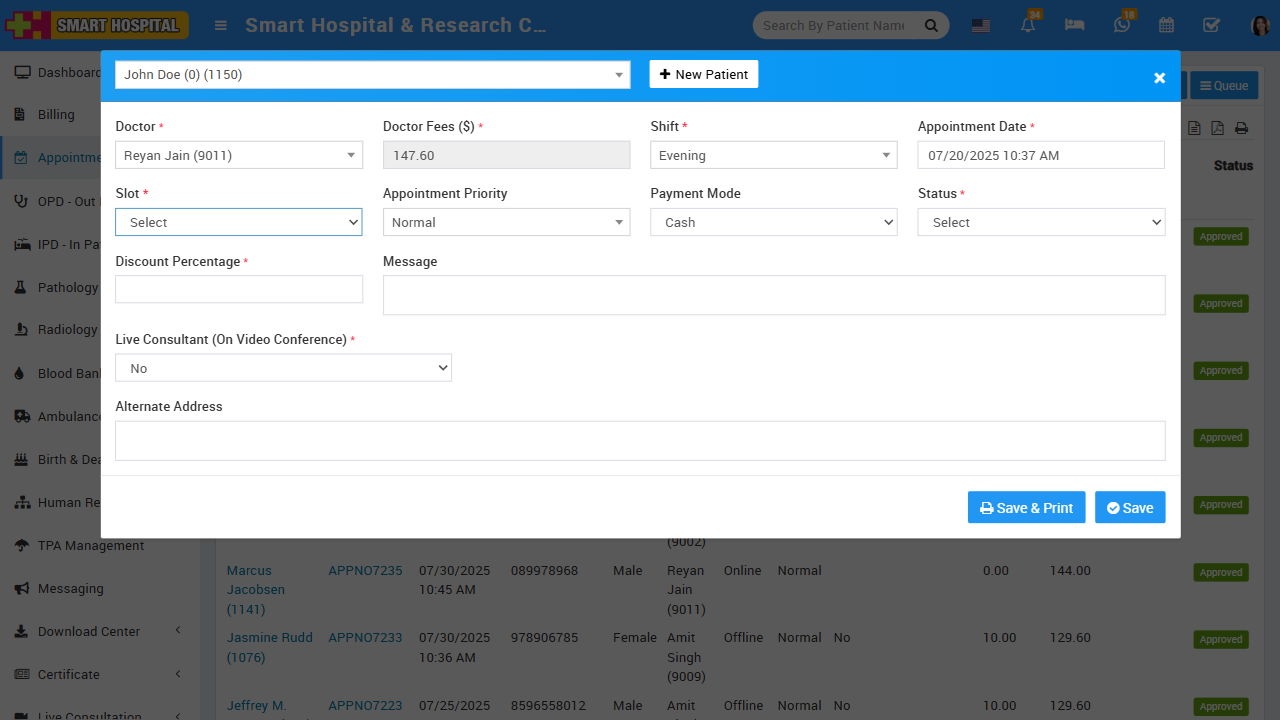 SMART HOSPITAL
Smart Hospital & Research C...
Search By Patient Name
34
18
John Doe (0) (1150)
New Patient
Queue
Dashboard
Billing
Doctor *
Doctor Fees ($) *
Shift *
Appointment Date *
Reyan Jain (9011)
147.60
Evening
07/20/2025 10:37 AM
Appointme
Status
Slot *
Appointment Priority
Payment Mode
Status *
OPD - Out
Select
Normal
Cash
Select
Approved
IPD - In Pa
Discount Percentage *
Message
Pathology
Approved
Radiology
Live Consultant (On Video Conference) *
No
Blood Ban
Approved
Alternate Address
Ambulance
Approved
Birth & Dea
Human Re
Save & Print
Save
Approved
TPA Management
(9002)
Messaging
Marcus Jacobsen (1141)
APPNO7235
07/30/2025 10:45 AM
089978968
Male
Reyan Jain (9011)
Online
Normal
0.00
144.00
Approved
Download Center
Jasmine Rudd (1076)
APPNO7233
07/30/2025 10:36 AM
978906785
Female
Amit Singh (9009)
Offline
Normal
No
10.00
129.60
Approved
Certificate
Jeffrey M.
APPNO7223
07/25/2025
8596558012
Male
Amit
Offline
Normal
No
10.00
129.60
Approved
Live Consultation